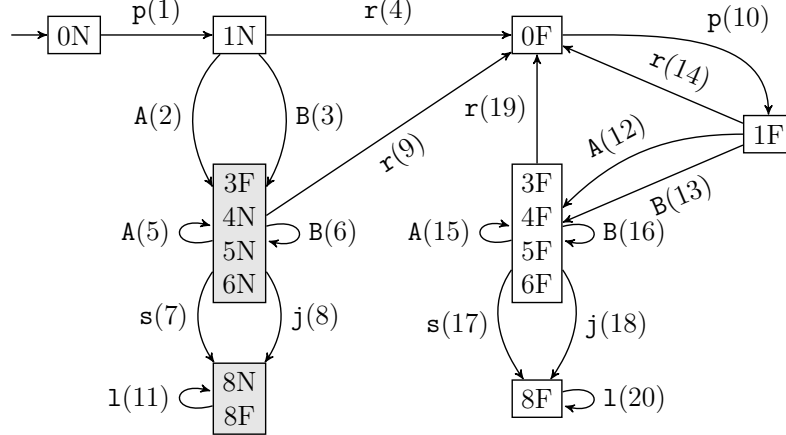 p(1)
r(4)
p(10)
0N
1N
0F
r(14)
A(2)
B(3)
r(19)
1F
r(9)
A(12)
B(13)
3F
4N
5N
6N
A(5)
B(6)
3F
4F
5F
6F
A(15)
B(16)
s(7)
j(8)
s(17)
j(18)
8N
8F
l(11)
8F
l(20)